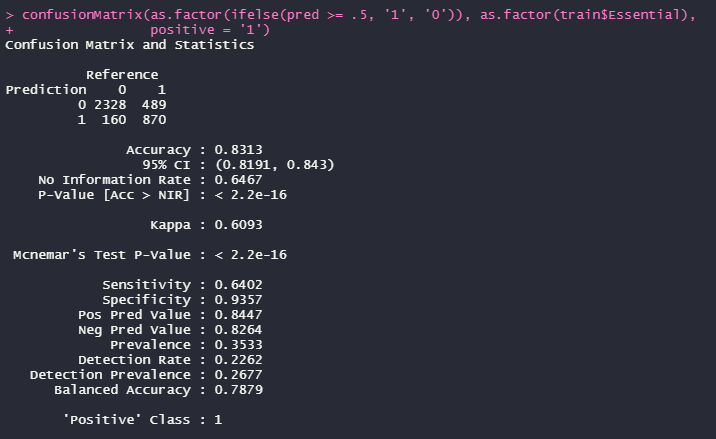 > confusionMatrix(as.factor(ifelse(pred >= .5, '1', '0')), as.factor(train$Essential),
+                 positive = '1')
Confusion Matrix and Statistics

          Reference
Prediction    0    1
         0 2328  489
         1  160  870

               Accuracy : 0.8313
                 95% CI : (0.8191, 0.843)
    No Information Rate : 0.6467
    P-Value [Acc > NIR] : < 2.2e-16

                  Kappa : 0.6093

 Mcnemar's Test P-Value : < 2.2e-16

            Sensitivity : 0.6402
            Specificity : 0.9357
         Pos Pred Value : 0.8447
         Neg Pred Value : 0.8264
             Prevalence : 0.3533
         Detection Rate : 0.2262
   Detection Prevalence : 0.2677
      Balanced Accuracy : 0.7879

       'Positive' Class : 1